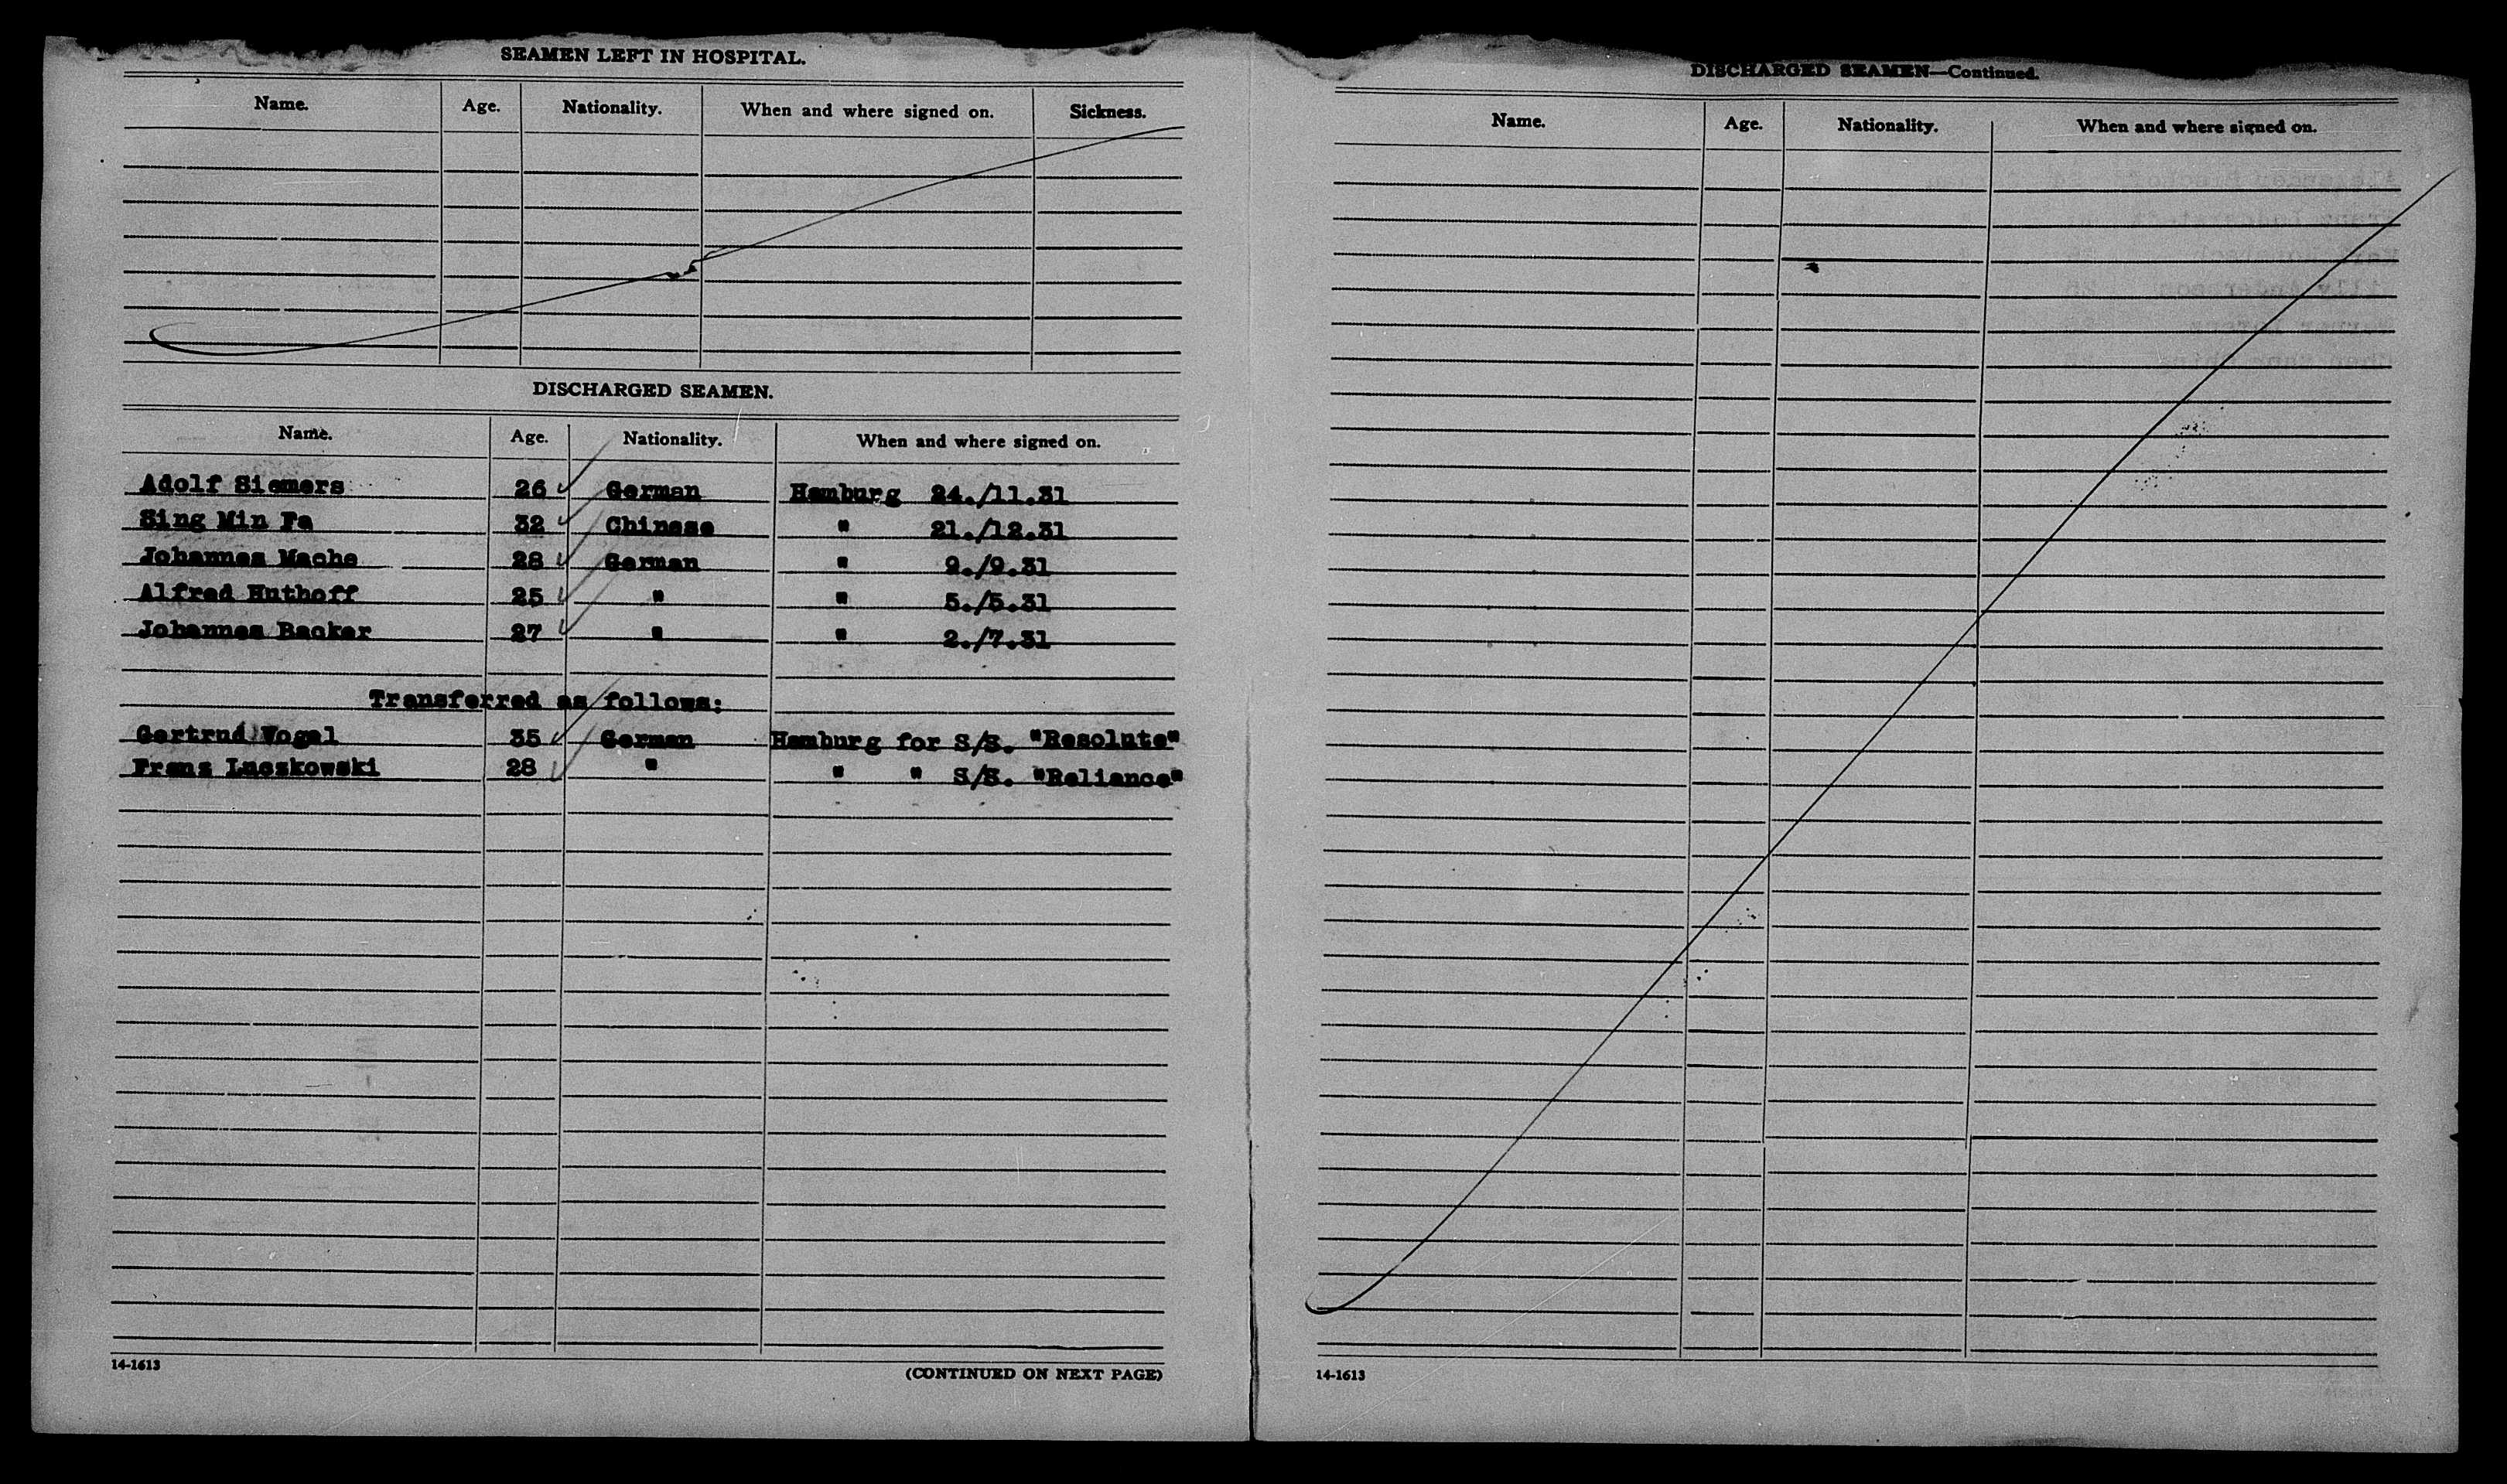 SEAMEN LEFT IN HOSPITAL.
Name. Age. Nationality. When and where signed on. Sickness.
DISCHARGED SEAMEN.
Name. Age. Nationality. When and where signed on.
Adolf Siemers 26 German Hamburg 24./11.31
Sing Min Fa 32 Chinese " 21./12.31
Johannes Mache 28 German " 9./9.31
Alfred Huthoff 25 " " 5./5.31
Johannes Backer 27 " " 2./7.31
Transferred as follows:
Gertrud Vogel 35 German Hamburg for S/S. "Resolute"
Franz Laszkowski 28 " " " S/S. "Reliance"
14-1613
(CONTINUED ON NEXT PAGE)
DISCHARGED SEAMEN—Continued.
Name. Age. Nationality. When and where signed on.
14-1613